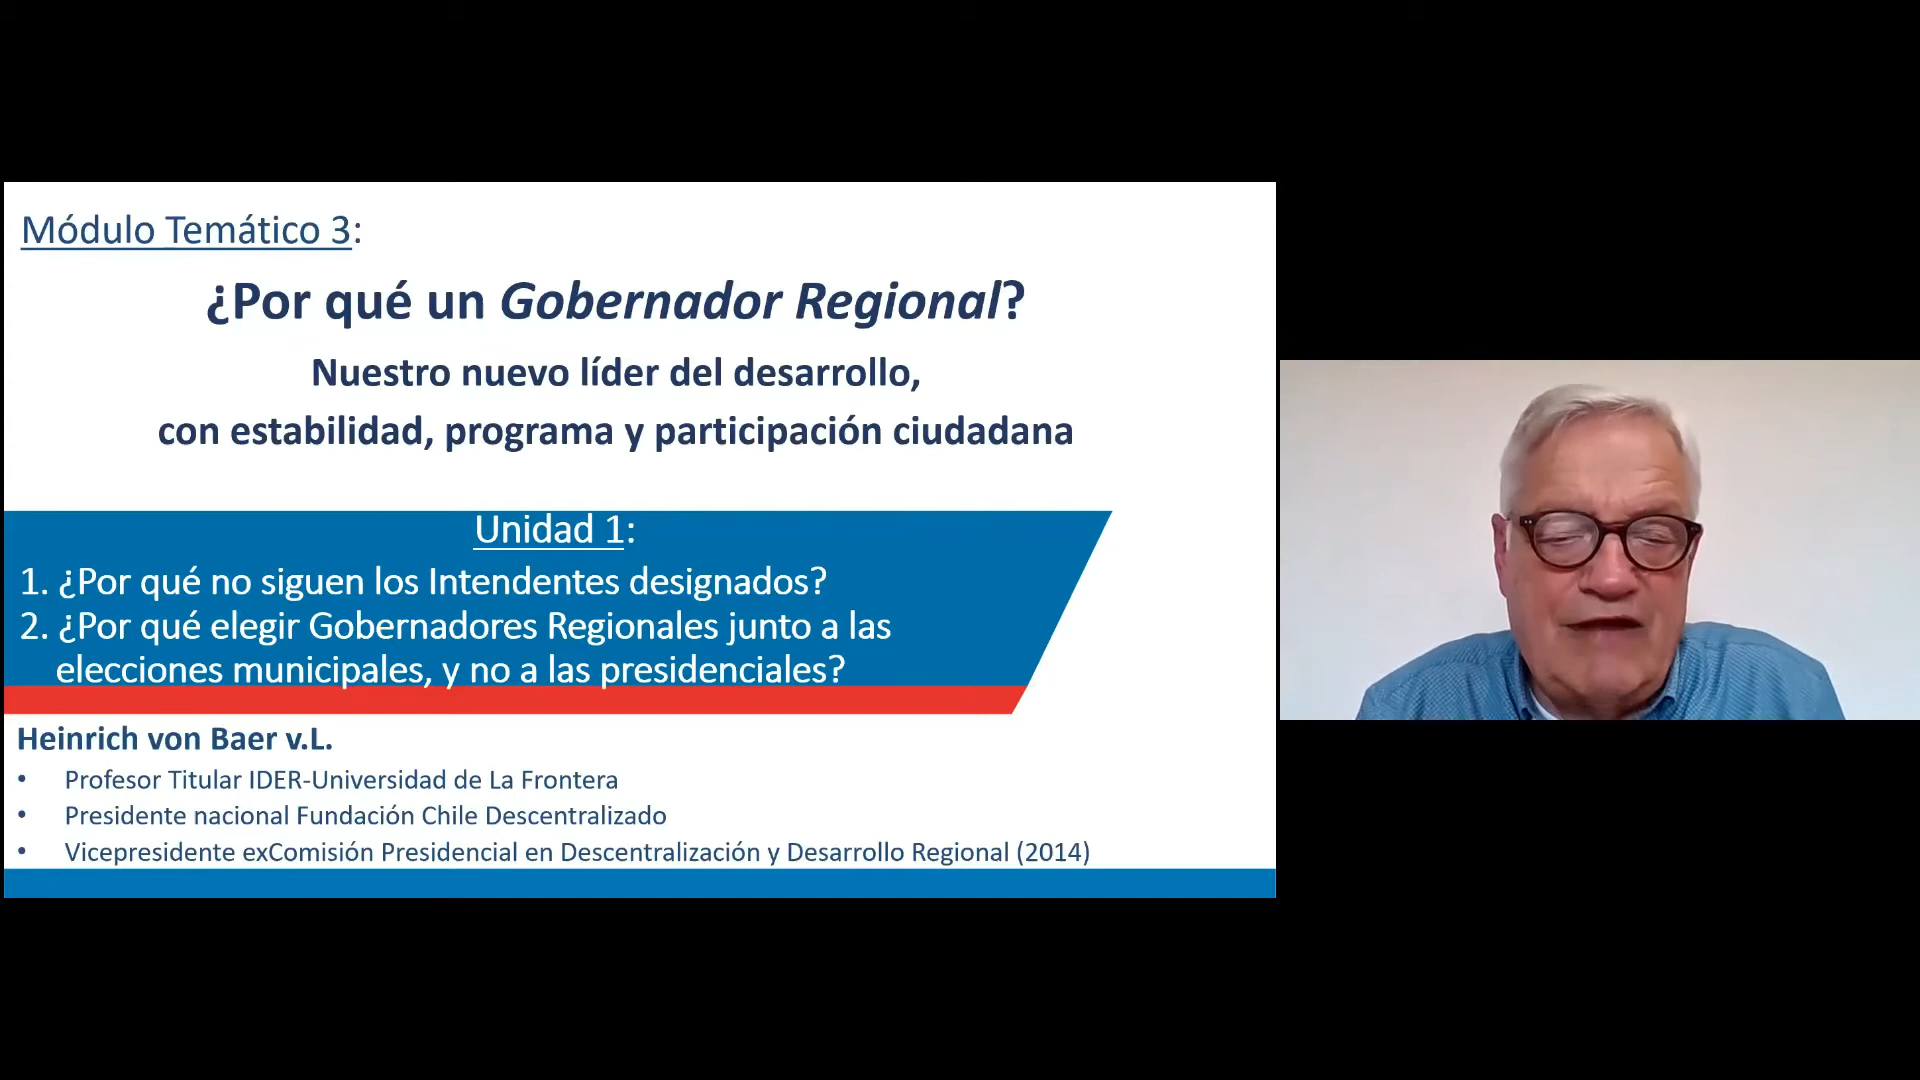 Módulo Temático 3:
¿Por qué un Gobernador Regional?
Nuestro nuevo líder del desarrollo,
con estabilidad, programa y participación ciudadana
Unidad 1:
1. ¿Por qué no siguen los Intendentes designados?
2. ¿Por qué elegir Gobernadores Regionales junto a las
elecciones municipales, y no a las presidenciales?
Heinrich von Baer v.L.
• Profesor Titular IDER-Universidad de La Frontera
• Presidente nacional Fundación Chile Descentralizado
• Vicepresidente exComisión Presidencial en Descentralización y Desarrollo Regional (2014)